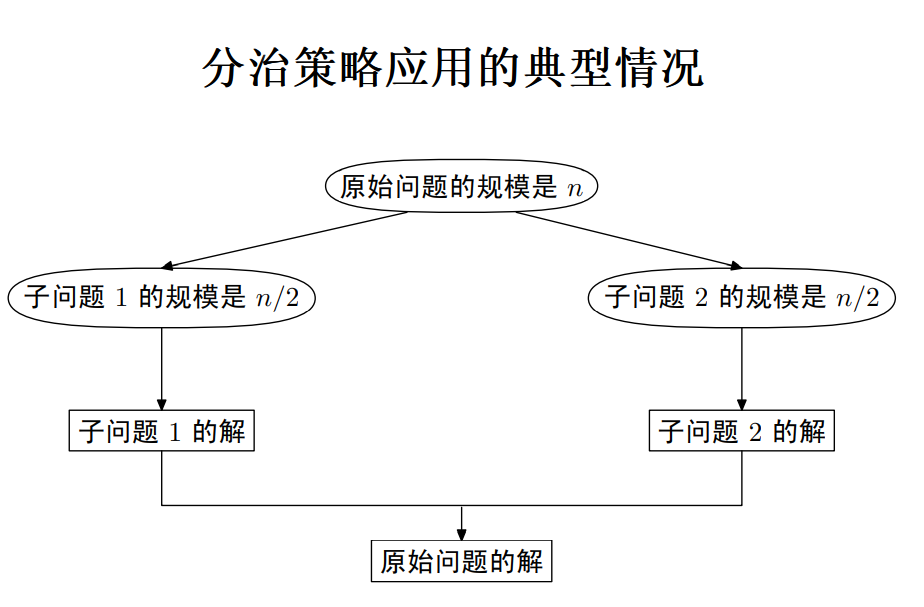 分治策略应用的典型情况
原始问题的规模是 n
子问题 1 的规模是 n/2
子问题 2 的规模是 n/2
子问题 1 的解
子问题 2 的解
原始问题的解